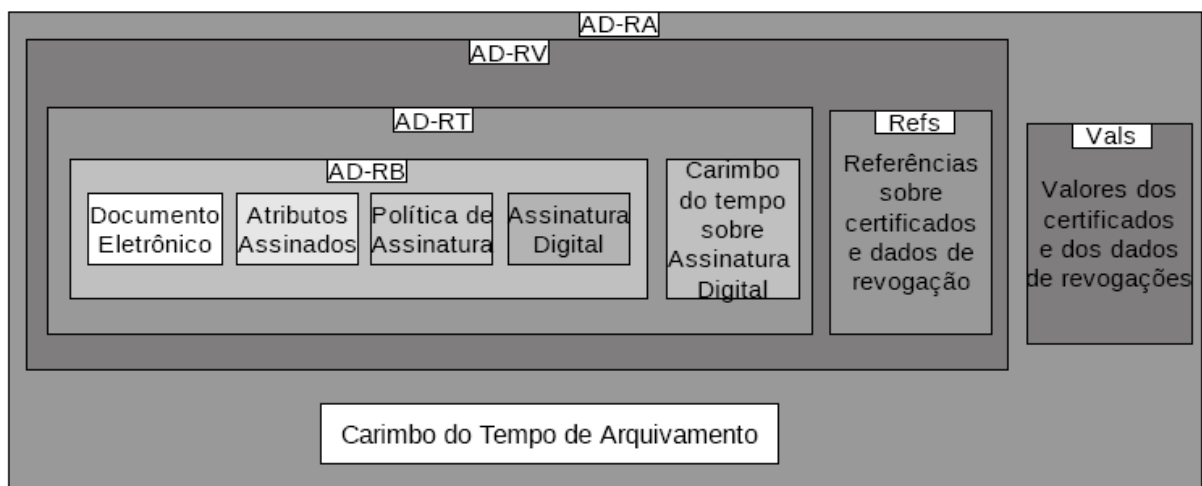 AD-RA
AD-RV
AD-RT
AD-RB
Documento
Eletrônico
Atributos
Assinados
Política de
Assinatura
Assinatura
Digital
Carimbo
do tempo
sobre
Assinatura
Digital
Refs
Referências
sobre
certificados
e dados de
revogação
Vals
Valores dos
certificados
e dos dados
de revogações
Carimbo do Tempo de Arquivamento